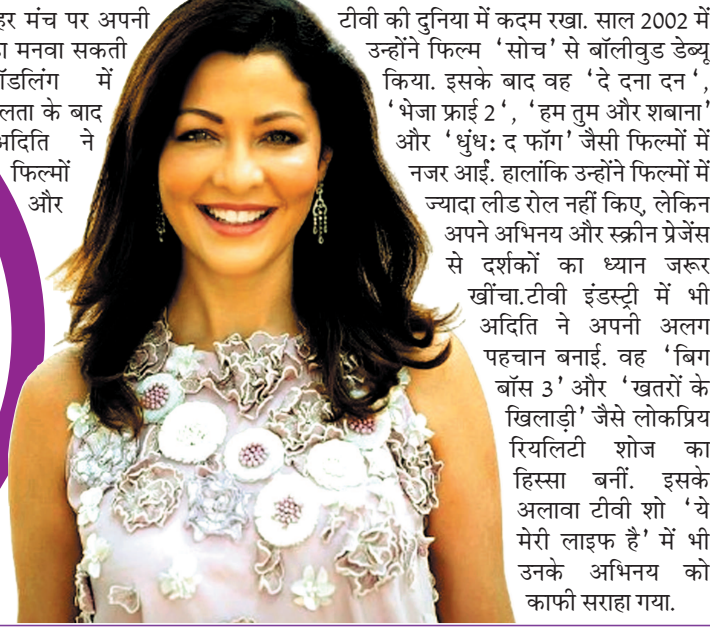 हर मंच पर अपनी
मनवा सकती
में
के बाद
अदिति ने
फिल्मों
और
टीवी की दुनिया में कदम रखा. साल 2002 में
उन्होंने फिल्म ‘सोच’ से बॉलीवुड डेब्यू
किया. इसके बाद वह ‘दे दना दन‘,
‘भेजा फ्राई 2‘, ‘हम तुम और शबाना’
और ‘धुंध: द फॉग’ जैसी फिल्मों में
नजर आईं. हालांकि उन्होंने फिल्मों में
ज्यादा लीड रोल नहीं किए, लेकिन
अपने अभिनय और स्क्रीन प्रेजेंस
से दर्शकों का ध्यान जरूर
खींचा.टीवी इंडस्ट्री में भी
अदिति ने अपनी अलग
पहचान बनाई. वह ‘बिग
बॉस 3’ और ‘खतरों के
खिलाड़ी’ जैसे लोकप्रिय
रियलिटी शोज का
हिस्सा बनीं. इसके
अलावा टीवी शो ‘ये
मेरी लाइफ है’ में भी
उनके अभिनय को
काफी सराहा गया.